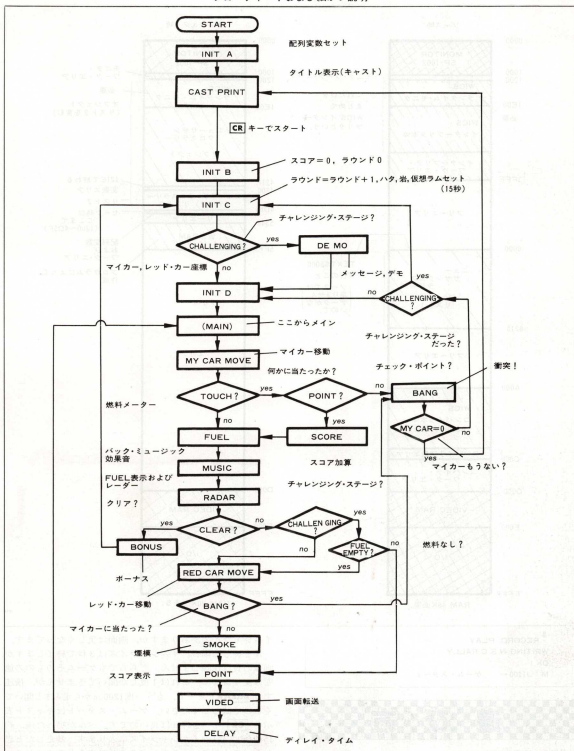 START
INIT A
配列変数セット
CAST PRINT
タイトル表示(キャスト)
CR キーでスタート
INIT B
スコア=0, ラウンド0
INIT C
ラウンド=ラウンド+1, ハタ, 岩, 仮想ラムセット
(15秒)
チャレンジング・ステージ?
CHALLENGING?
yes
DE MO
no
メッセージ, デモ
マイカー, レッド・カー座標
INIT D
no
CHALLENGING
?
yes
チャレンジング・ステージ
だった?
(MAIN)
ここからメイン
MY CAR MOVE
マイカー移動
何かに当たったか?
チェック・ポイント?
衝突!
TOUCH?
yes
POINT?
no
BANG
燃料メーター
no
yes
MY CAR=0
no
FUEL
SCORE
yes
マイカーもうない?
バック・ミュージック
効果音
スコア加算
MUSIC
FUEL表示および
レーダー
チャレンジング・ステージ?
RADAR
クリア?
yes
CLEAR?
no
CHALLEN GING
?
yes
BONUS
no
FUEL
EMPTY?
no
燃料なし?
yes
ボーナス
RED CAR MOVE
レッド・カー移動
BANG?
yes
マイカーに当たった?
no
SMOKE
煙模
POINT
スコア表示
VIDEO
画面転送
DELAY
ディレイ・タイム